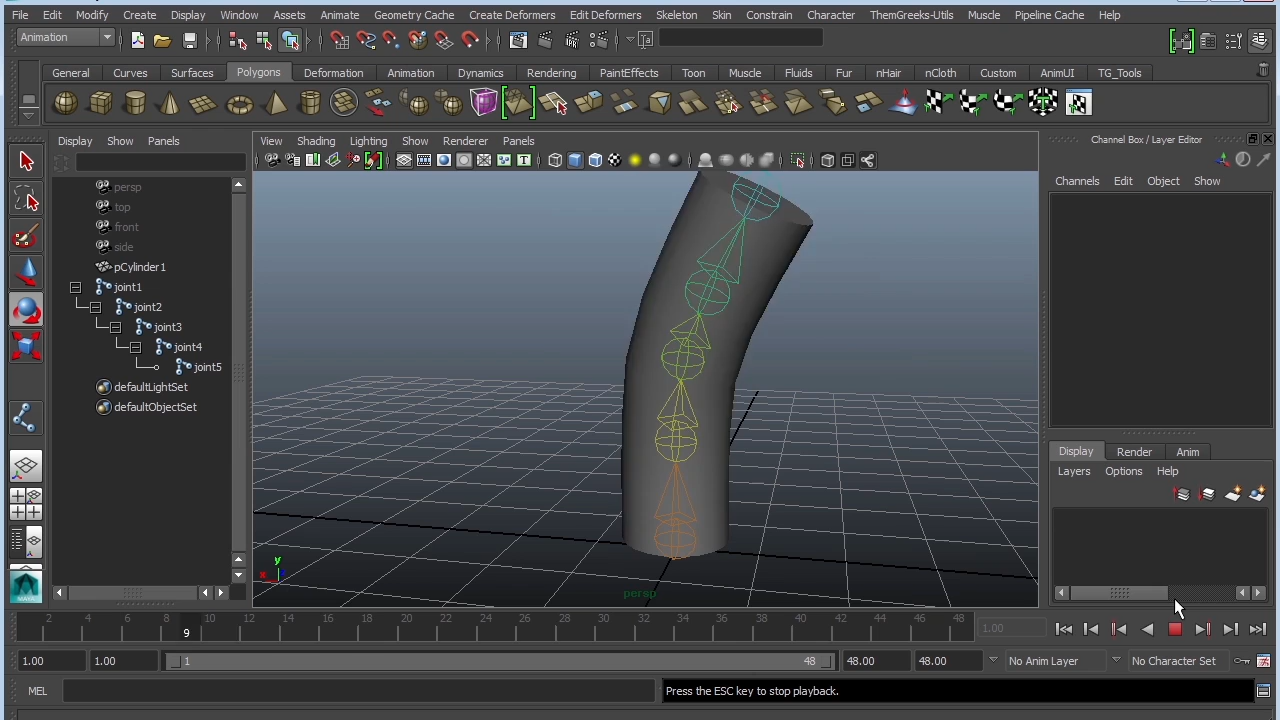 File Edit Modify Create Display Window Assets Animate Geometry Cache Create Deformers Edit Deformers Skeleton Skin Constrain Character ThemGreeks-Utils Muscle Pipeline Cache Help
Animation
General Curves Surfaces Polygons Deformation Animation Dynamics Rendering PaintEffects Toon Muscle Fluids Fur nHair nCloth Custom AnimUI TG_Tools
Display Show Panels
View Shading Lighting Show Renderer Panels
Channel Box / Layer Editor
Channels Edit Object Show
persp
top
front
side
pCylinder1
joint1
joint2
joint3
joint4
joint5
defaultLightSet
defaultObjectSet
y
x
persp
Display Render Anim
Layers Options Help
2 4 6 8 10 12 14 16 18 20 22 24 26 28 30 32 34 36 38 40 42 44 46 48
9
1.00
1.00 1.00 1 48 48.00 48.00 No Anim Layer No Character Set
MEL
Press the ESC key to stop playback.